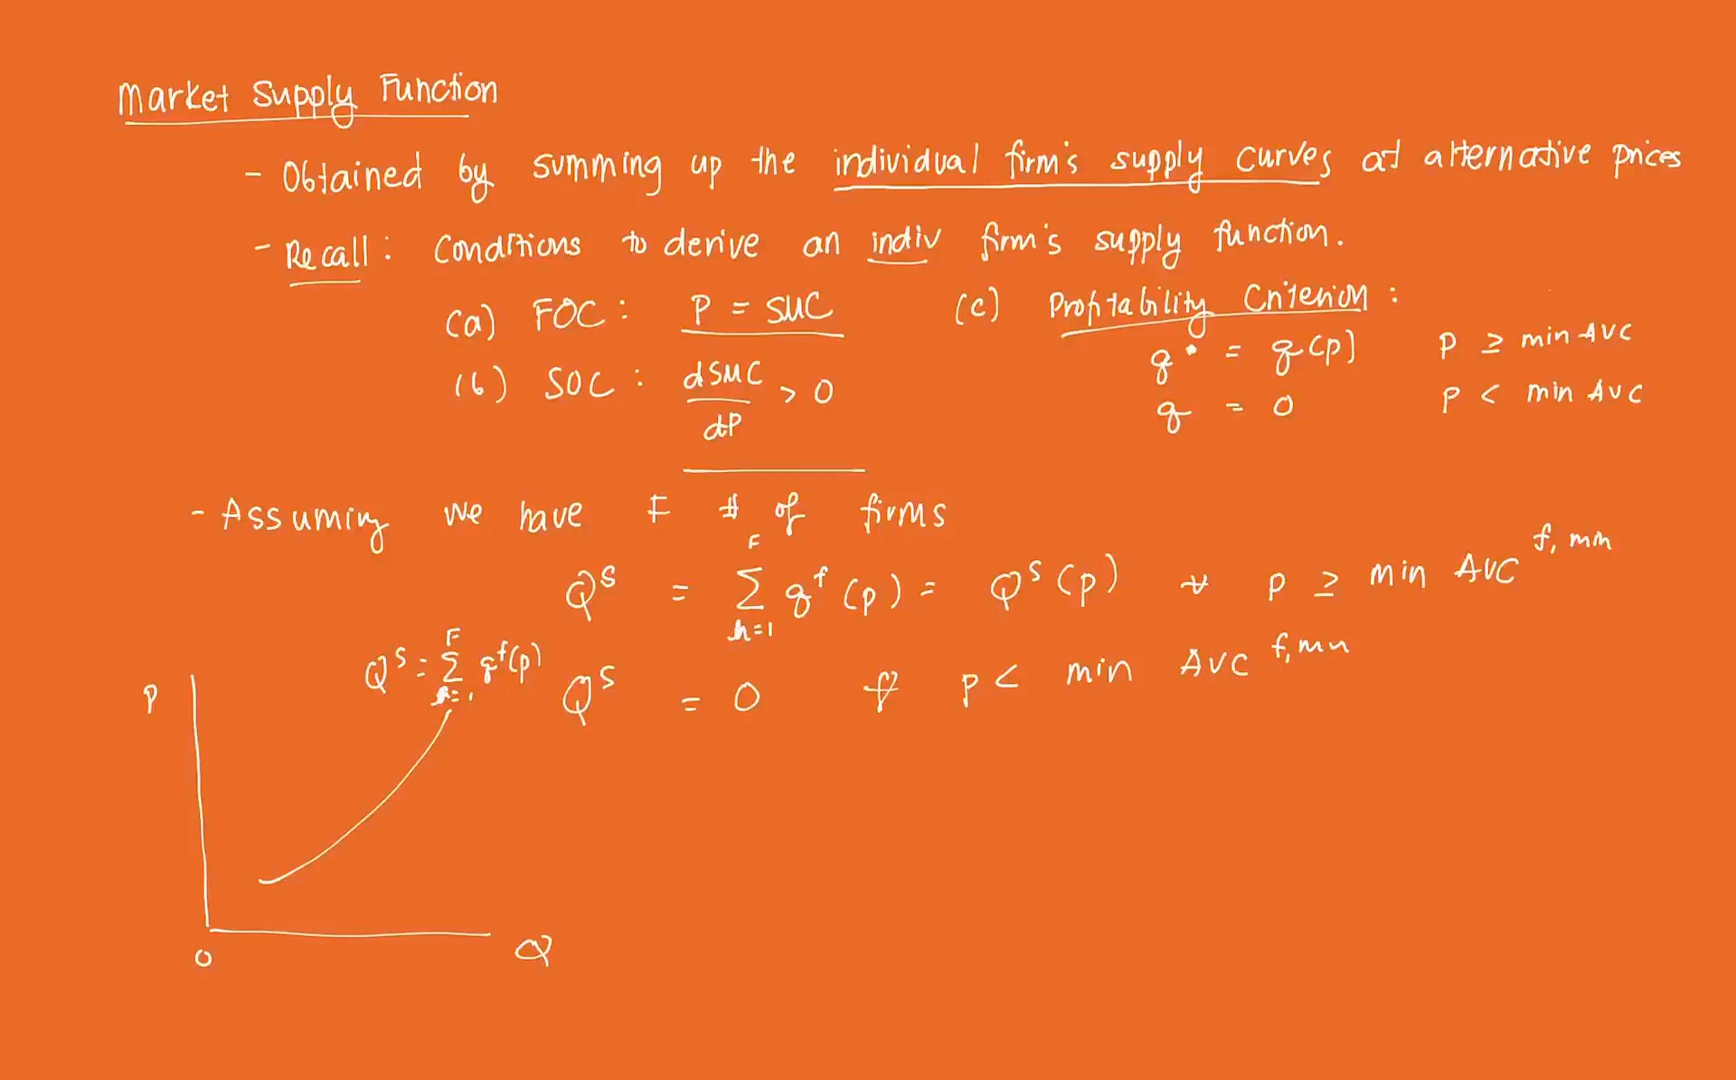 Market Supply Function
- Obtained by summing up the individual firm's supply curves at alternative prices
- Recall: Conditions to derive an indiv firm's supply function.
(a) FOC: P = SMC
(b) SOC: dSMC/dP > 0
(c) Profitability Criterion:
q* = q(p) P ≥ min AVC
q = 0 P < min AVC
- Assuming we have F # of firms
Q^S = Σ_{h=1}^{F} q^f (p) = Q^S (p) ∀ P ≥ min AVC^{f, min}
Q^S = 0 if P < min AVC^{f, min}
Q^S = Σ_{h=1}^{F} q^f (p)
P
0
Q